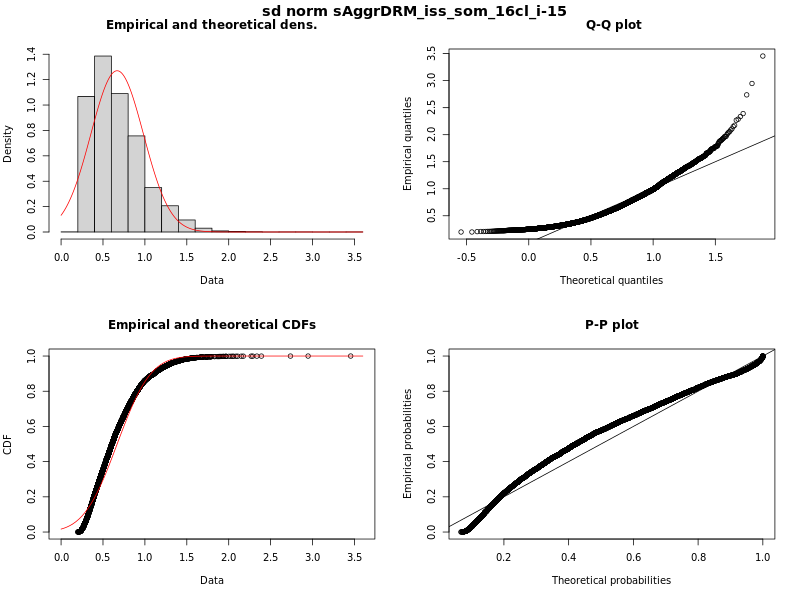 sd norm sAggrDRM_iss_som_16cl_i-15
Empirical and theoretical dens.
Density
0.0 0.2 0.4 0.6 0.8 1.0 1.2 1.4
0.0 0.5 1.0 1.5 2.0 2.5 3.0 3.5
Data
Q-Q plot
Empirical quantiles
0.5 1.0 1.5 2.0 2.5 3.0 3.5
-0.5 0.0 0.5 1.0 1.5
Theoretical quantiles
Empirical and theoretical CDFs
CDF
0.0 0.2 0.4 0.6 0.8 1.0
0.0 0.5 1.0 1.5 2.0 2.5 3.0 3.5
Data
P-P plot
Empirical probabilities
0.0 0.2 0.4 0.6 0.8 1.0
0.2 0.4 0.6 0.8 1.0
Theoretical probabilities